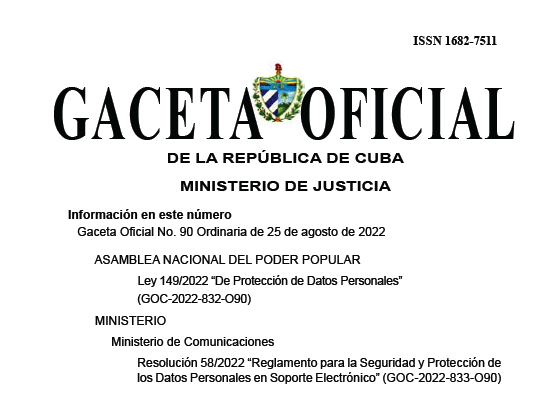 ISSN 1682-7511
GACETA OFICIAL
DE LA REPÚBLICA DE CUBA
MINISTERIO DE JUSTICIA
Información en este número
Gaceta Oficial No. 90 Ordinaria de 25 de agosto de 2022
ASAMBLEA NACIONAL DEL PODER POPULAR
Ley 149/2022 “De Protección de Datos Personales”
(GOC-2022-832-O90)
MINISTERIO
Ministerio de Comunicaciones
Resolución 58/2022 “Reglamento para la Seguridad y Protección de
los Datos Personales en Soporte Electrónico” (GOC-2022-833-O90)